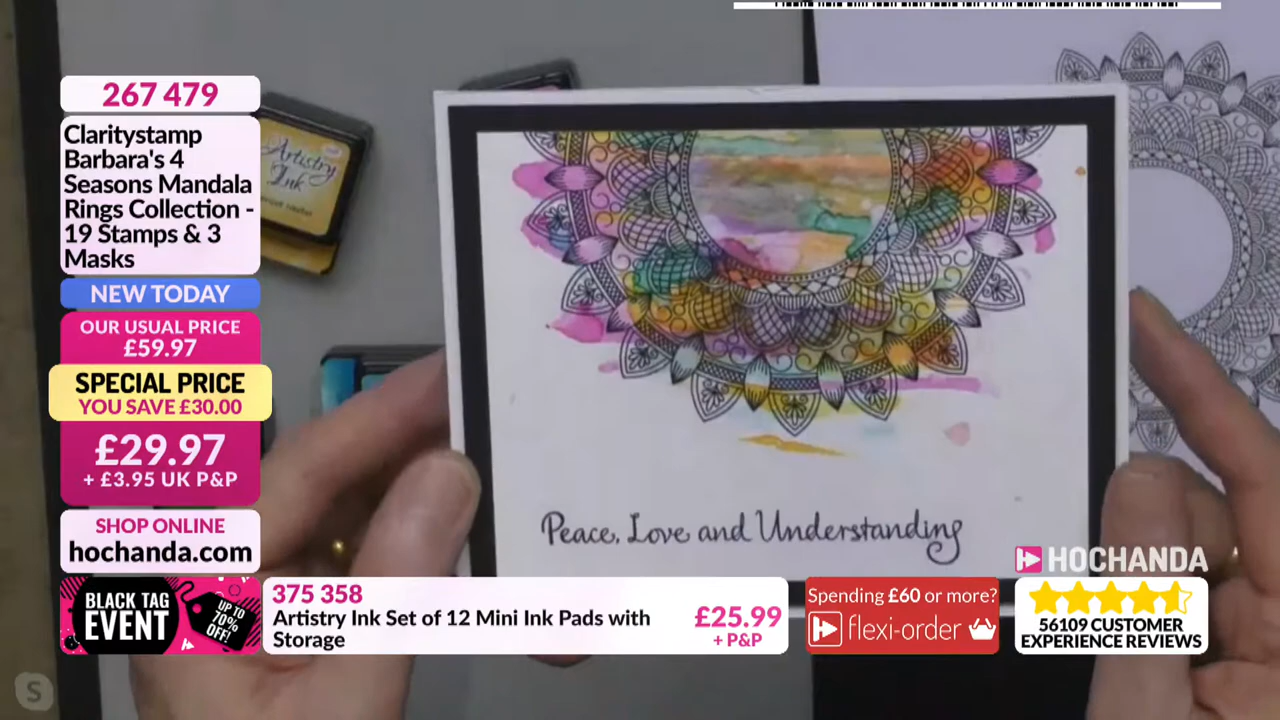 267 479
Claritystamp
Barbara's 4
Seasons Mandala
Rings Collection -
19 Stamps & 3
Masks
NEW TODAY
OUR USUAL PRICE
£59.97
SPECIAL PRICE
YOU SAVE £30.00
£29.97
+ £3.95 UK P&P
SHOP ONLINE
hochanda.com
Artistry
Ink
Peace, Love and Understanding
HOCHANDA
BLACK TAG
EVENT
UP TO
70%
OFF!
375 358
Artistry Ink Set of 12 Mini Ink Pads with
Storage
£25.99
+ P&P
Spending £60 or more?
flexi-order
56109 CUSTOMER
EXPERIENCE REVIEWS
S